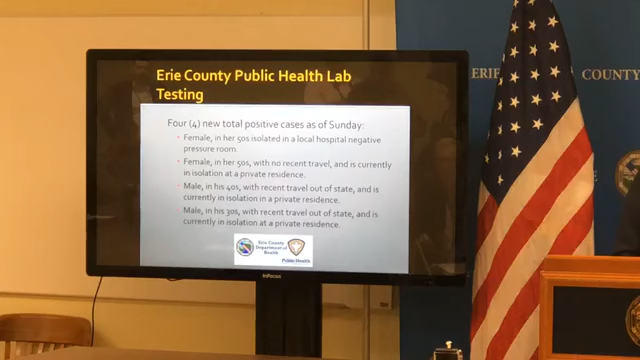 Erie County Public Health Lab
Testing
Four (4) new total positive cases as of Sunday:
Female, in her 50s isolated in a local hospital negative
pressure room.
Female, in her 50s, with no recent travel, and is currently
in isolation at a private residence.
Male, in his 40s, with recent travel out of state, and is
currently in isolation in a private residence.
Male, in his 30s, with recent travel out of state, and is
currently in isolation at a private residence.
Erie County
Department of
Health
Public Health
InFocus
ERIE COUNTY